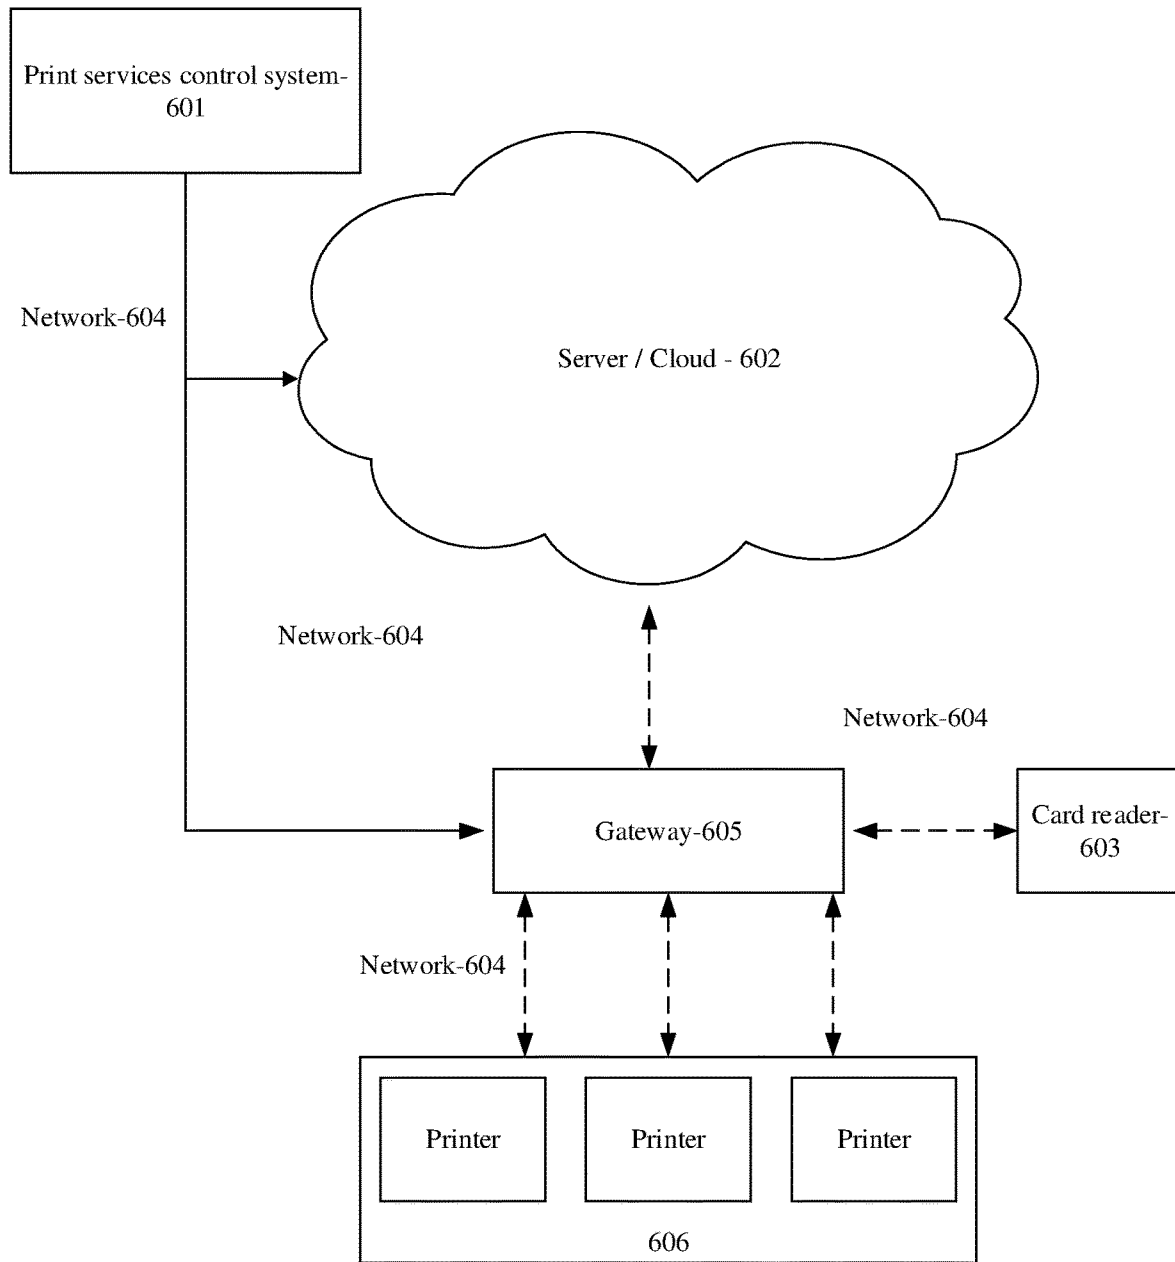 Print services control system-
601
Network-604
Server / Cloud - 602
Network-604
Network-604
Gateway-605
Card reader-
603
Network-604
Printer
Printer
Printer
606